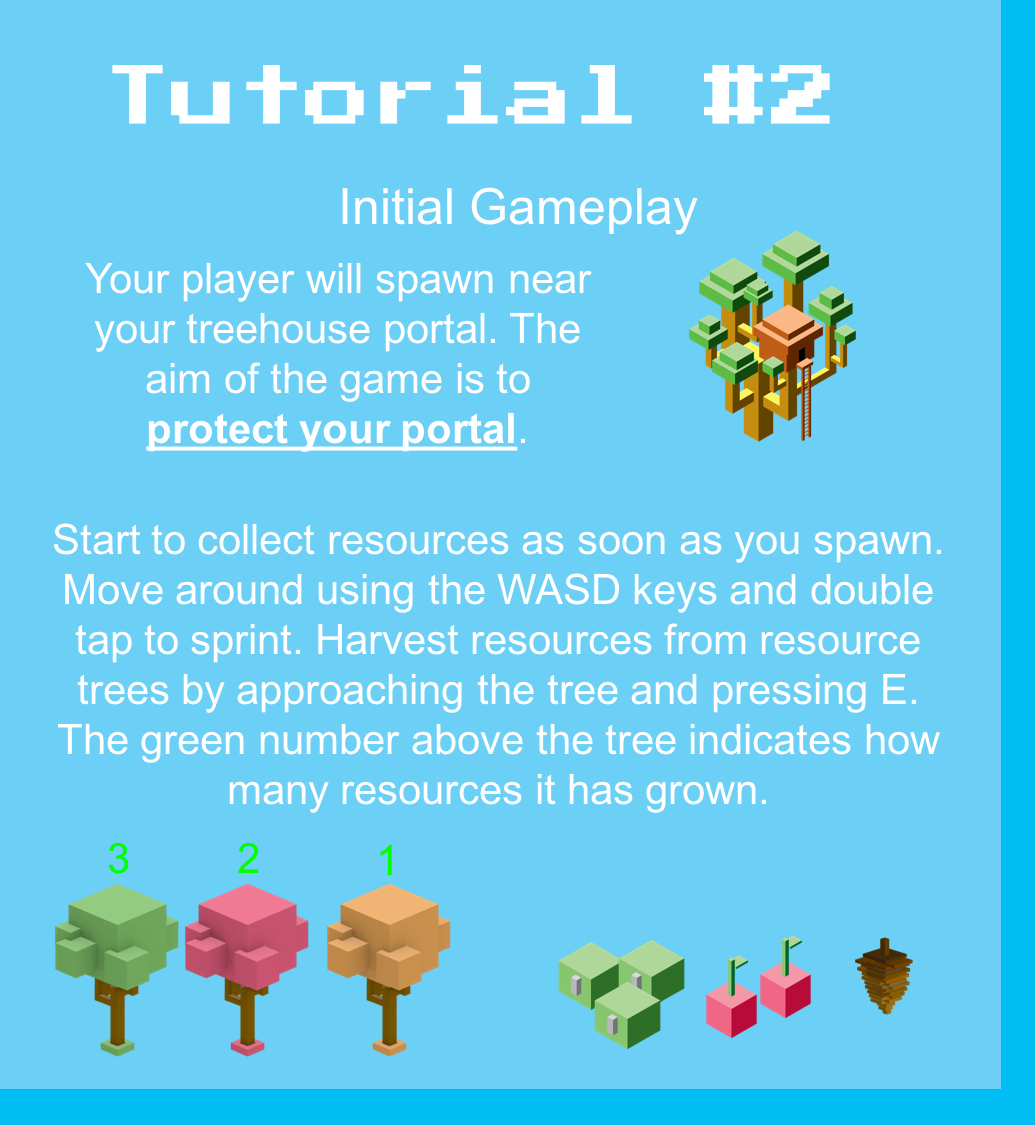 Tutorial #2
Initial Gameplay
Your player will spawn near
your treehouse portal. The
aim of the game is to
protect your portal.
Start to collect resources as soon as you spawn.
Move around using the WASD keys and double
tap to sprint. Harvest resources from resource
trees by approaching the tree and pressing E.
The green number above the tree indicates how
many resources it has grown.
3 2 1